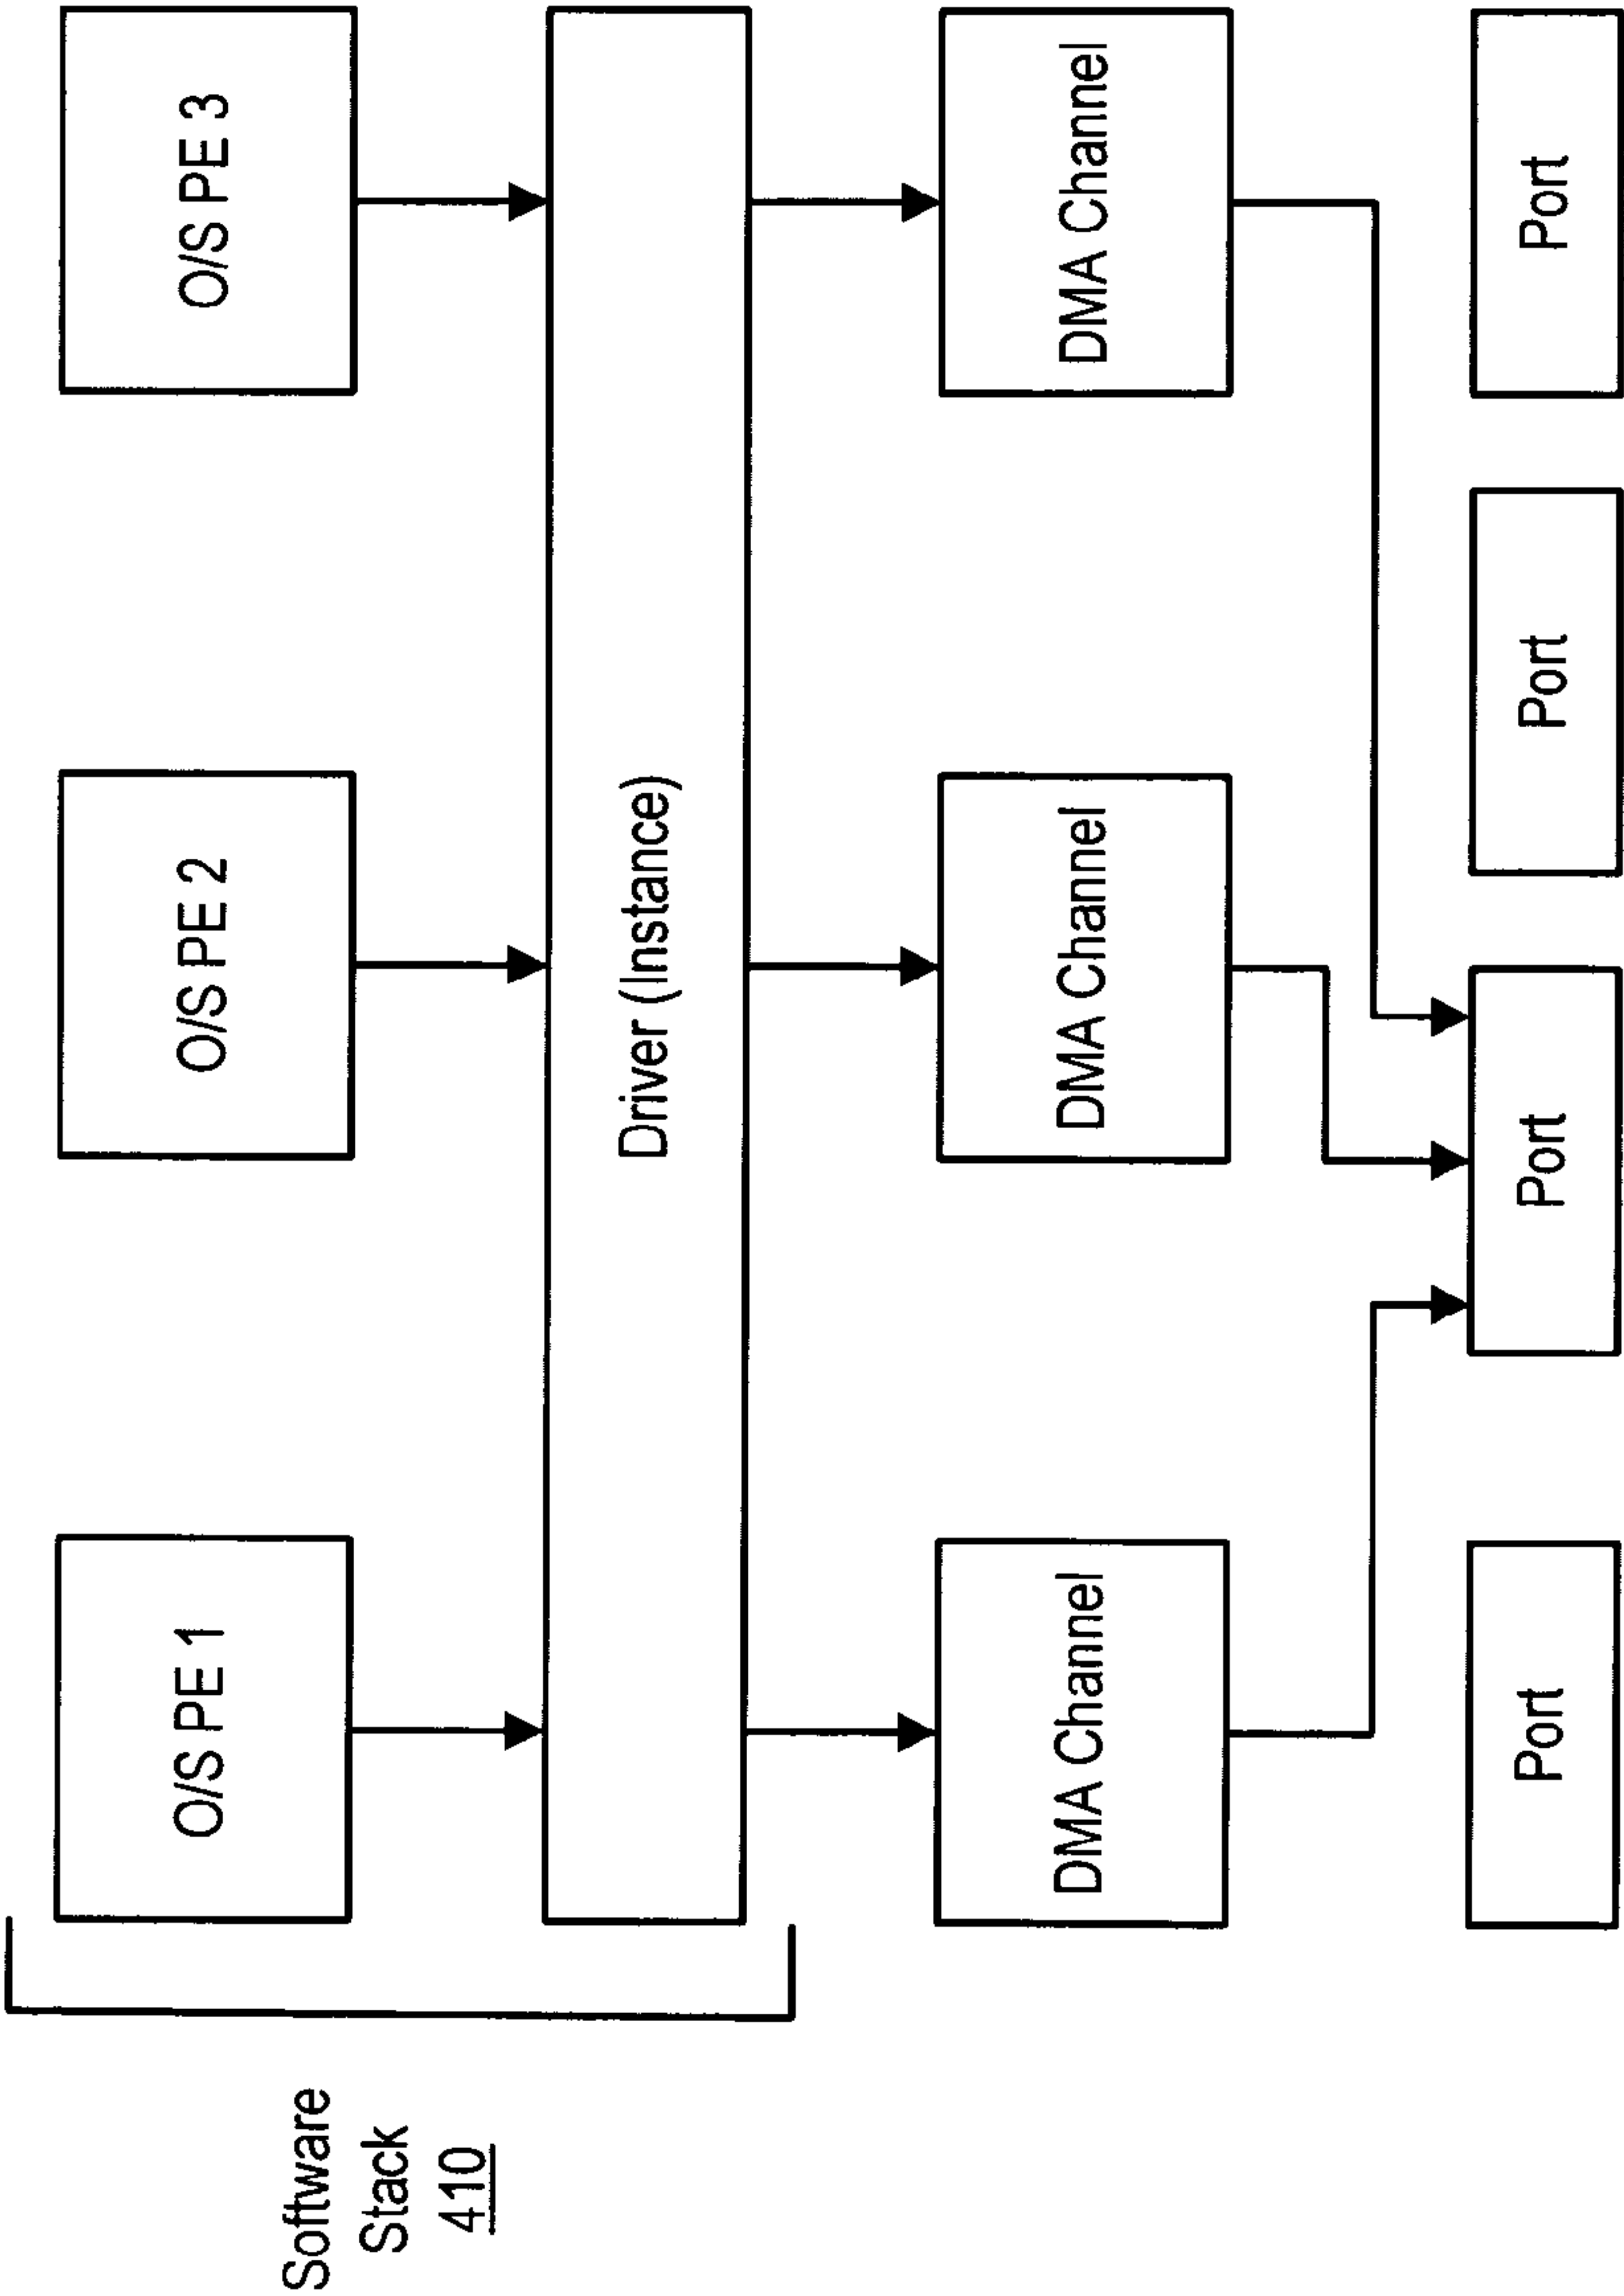 Software
Stack
410
O/S PE 1
O/S PE 2
O/S PE 3
Driver (Instance)
DMA Channel
DMA Channel
DMA Channel
Port
Port
Port
Port